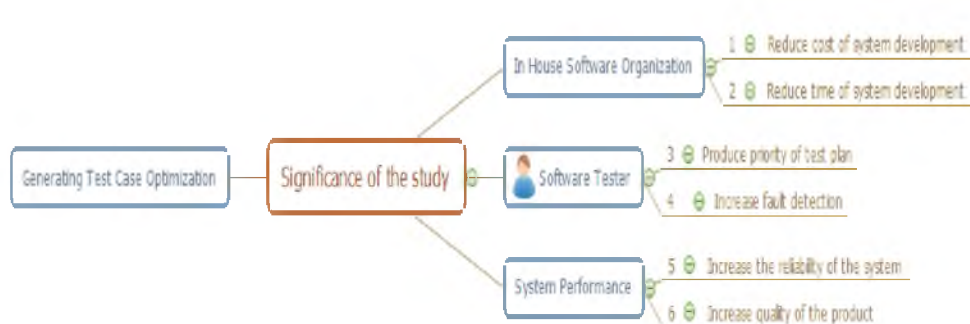 Generating Test Case Optimization
Significance of the study
In House Software Organization
1 Reduce cost of system development
2 Reduce time of system development
Software Tester
3 Produce priority of test plan
4 Increase fault detection
System Performance
5 Increase the reliability of the system
6 Increase quality of the product